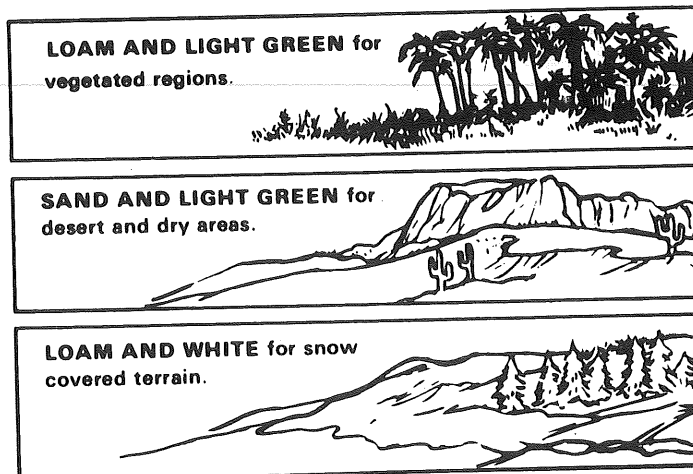 LOAM AND LIGHT GREEN for
vegetated regions.
SAND AND LIGHT GREEN for
desert and dry areas.
LOAM AND WHITE for snow
covered terrain.